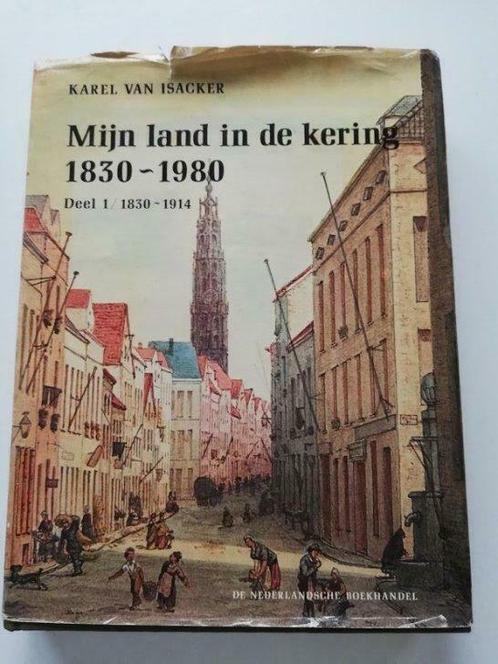 KAREL VAN ISACKER
Mijn land in de kering
1830~1980
Deel 1/1830~1914
DE NEDERLANDSCHE BOEKHANDEL